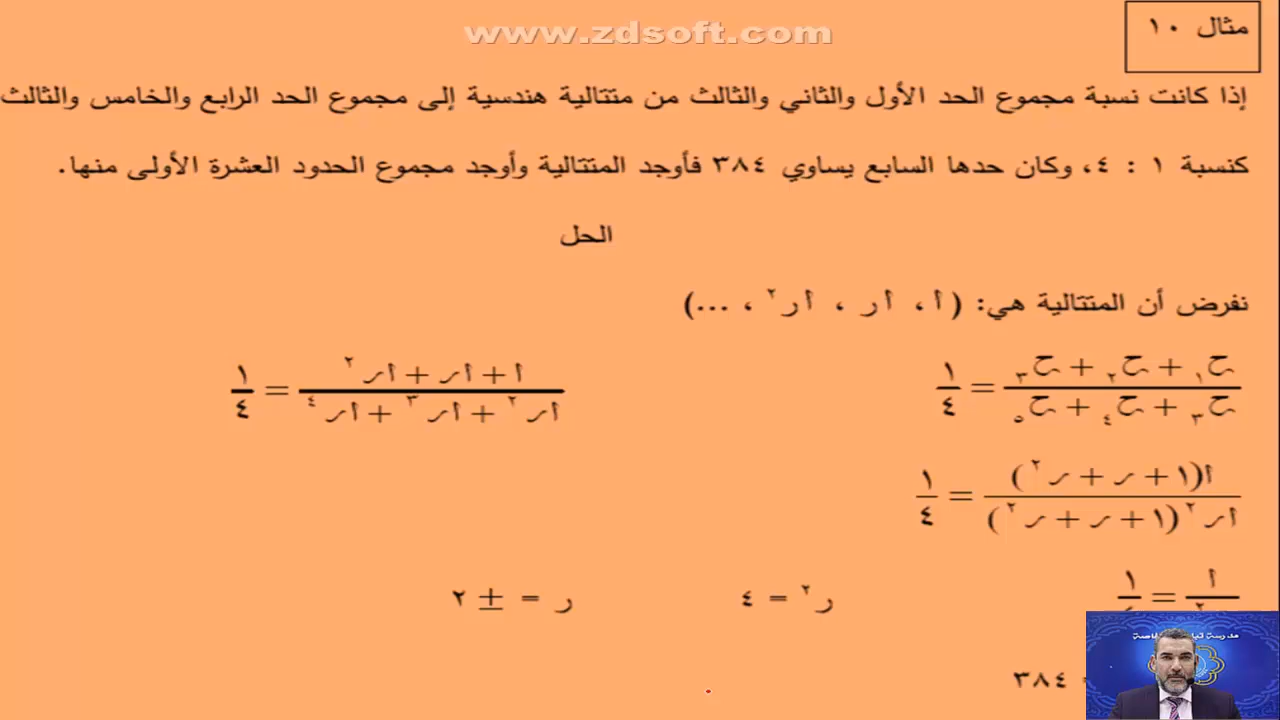 www.zdsoft.com
مثال ١٠
إذا كانت نسبة مجموع الحد الأول والثاني والثالث من متتالية هندسية إلى مجموع الحد الرابع والخامس والثالث
كنسبة ١ : ٤، وكان حدها السابع يساوي ٣٨٤ فأوجد المتتالية وأوجد مجموع الحدود العشرة الأولى منها.
الحل
نفرض أن المتتالية هي: (أ ، أر ، أر٢ ، ...)
(ح١ + ح٢ + ح٣) / (ح٣ + ح٤ + ح٥) = ١/٤ (أ + أر + أر٢) / (أر٢ + أر٣ + أر٤) = ١/٤
أ(١ + ر + ر٢) / أر٢(١ + ر + ر٢) = ١/٤
أ ١ = ر٢ = ٤ ر = ± ٢
٣٨٤